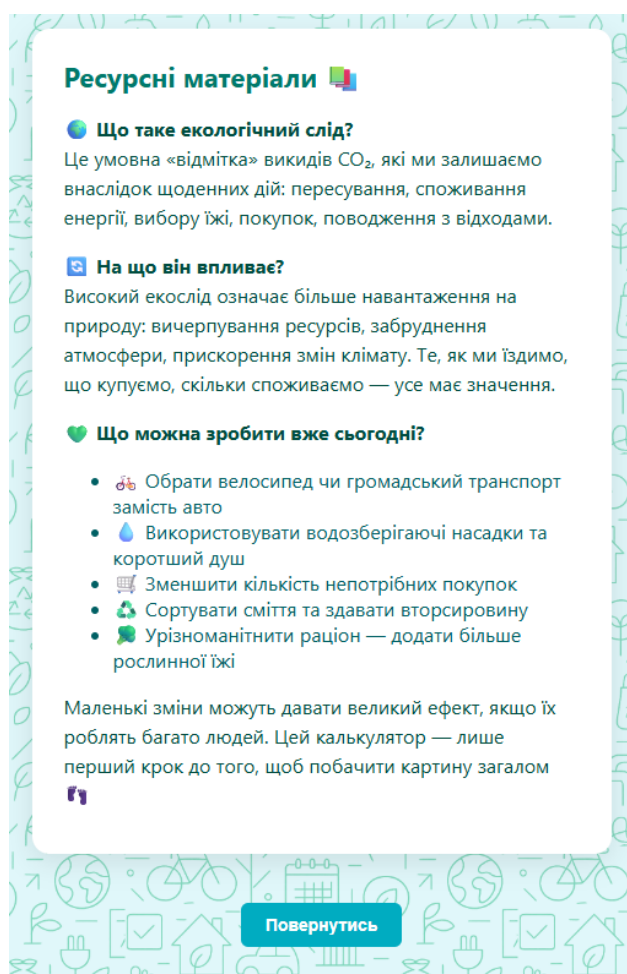 Ресурсні матеріали 📚
🌍 Що таке екологічний слід?
Це умовна «відмітка» викидів CO₂, які ми залишаємо
внаслідок щоденних дій: пересування, споживання
енергії, вибору їжі, покупок, поводження з відходами.
🔄 На що він впливає?
Високий екослід означає більше навантаження на
природу: вичерпування ресурсів, забруднення
атмосфери, прискорення змін клімату. Те, як ми їздимо,
що купуємо, скільки споживаємо — усе має значення.
💚 Що можна зробити вже сьогодні?
• 🚲 Обрати велосипед чи громадський транспорт
замість авто
• 💧 Використовувати водозберігаючі насадки та
коротший душ
• 🛒 Зменшити кількість непотрібних покупок
• ♻️ Сортувати сміття та здавати вторсировину
• 🥦 Урізноманітнити раціон — додати більше
рослинної їжі
Маленькі зміни можуть давати великий ефект, якщо їх
роблять багато людей. Цей калькулятор — лише
перший крок до того, щоб побачити картину загалом
👣
Повернутись